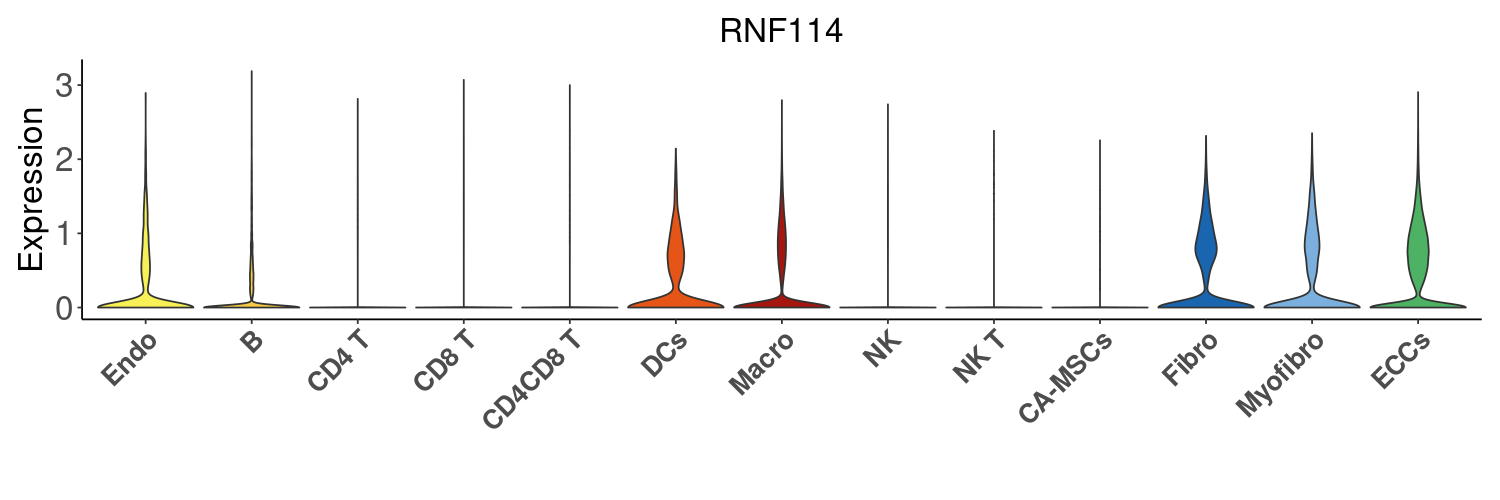 RNF114
Expression
3
2
1
0
Endo
B
CD4 T
CD8 T
CD4CD8 T
DCs
Macro
NK
NK T
CA-MSCs
Fibro
Myofibro
ECCs